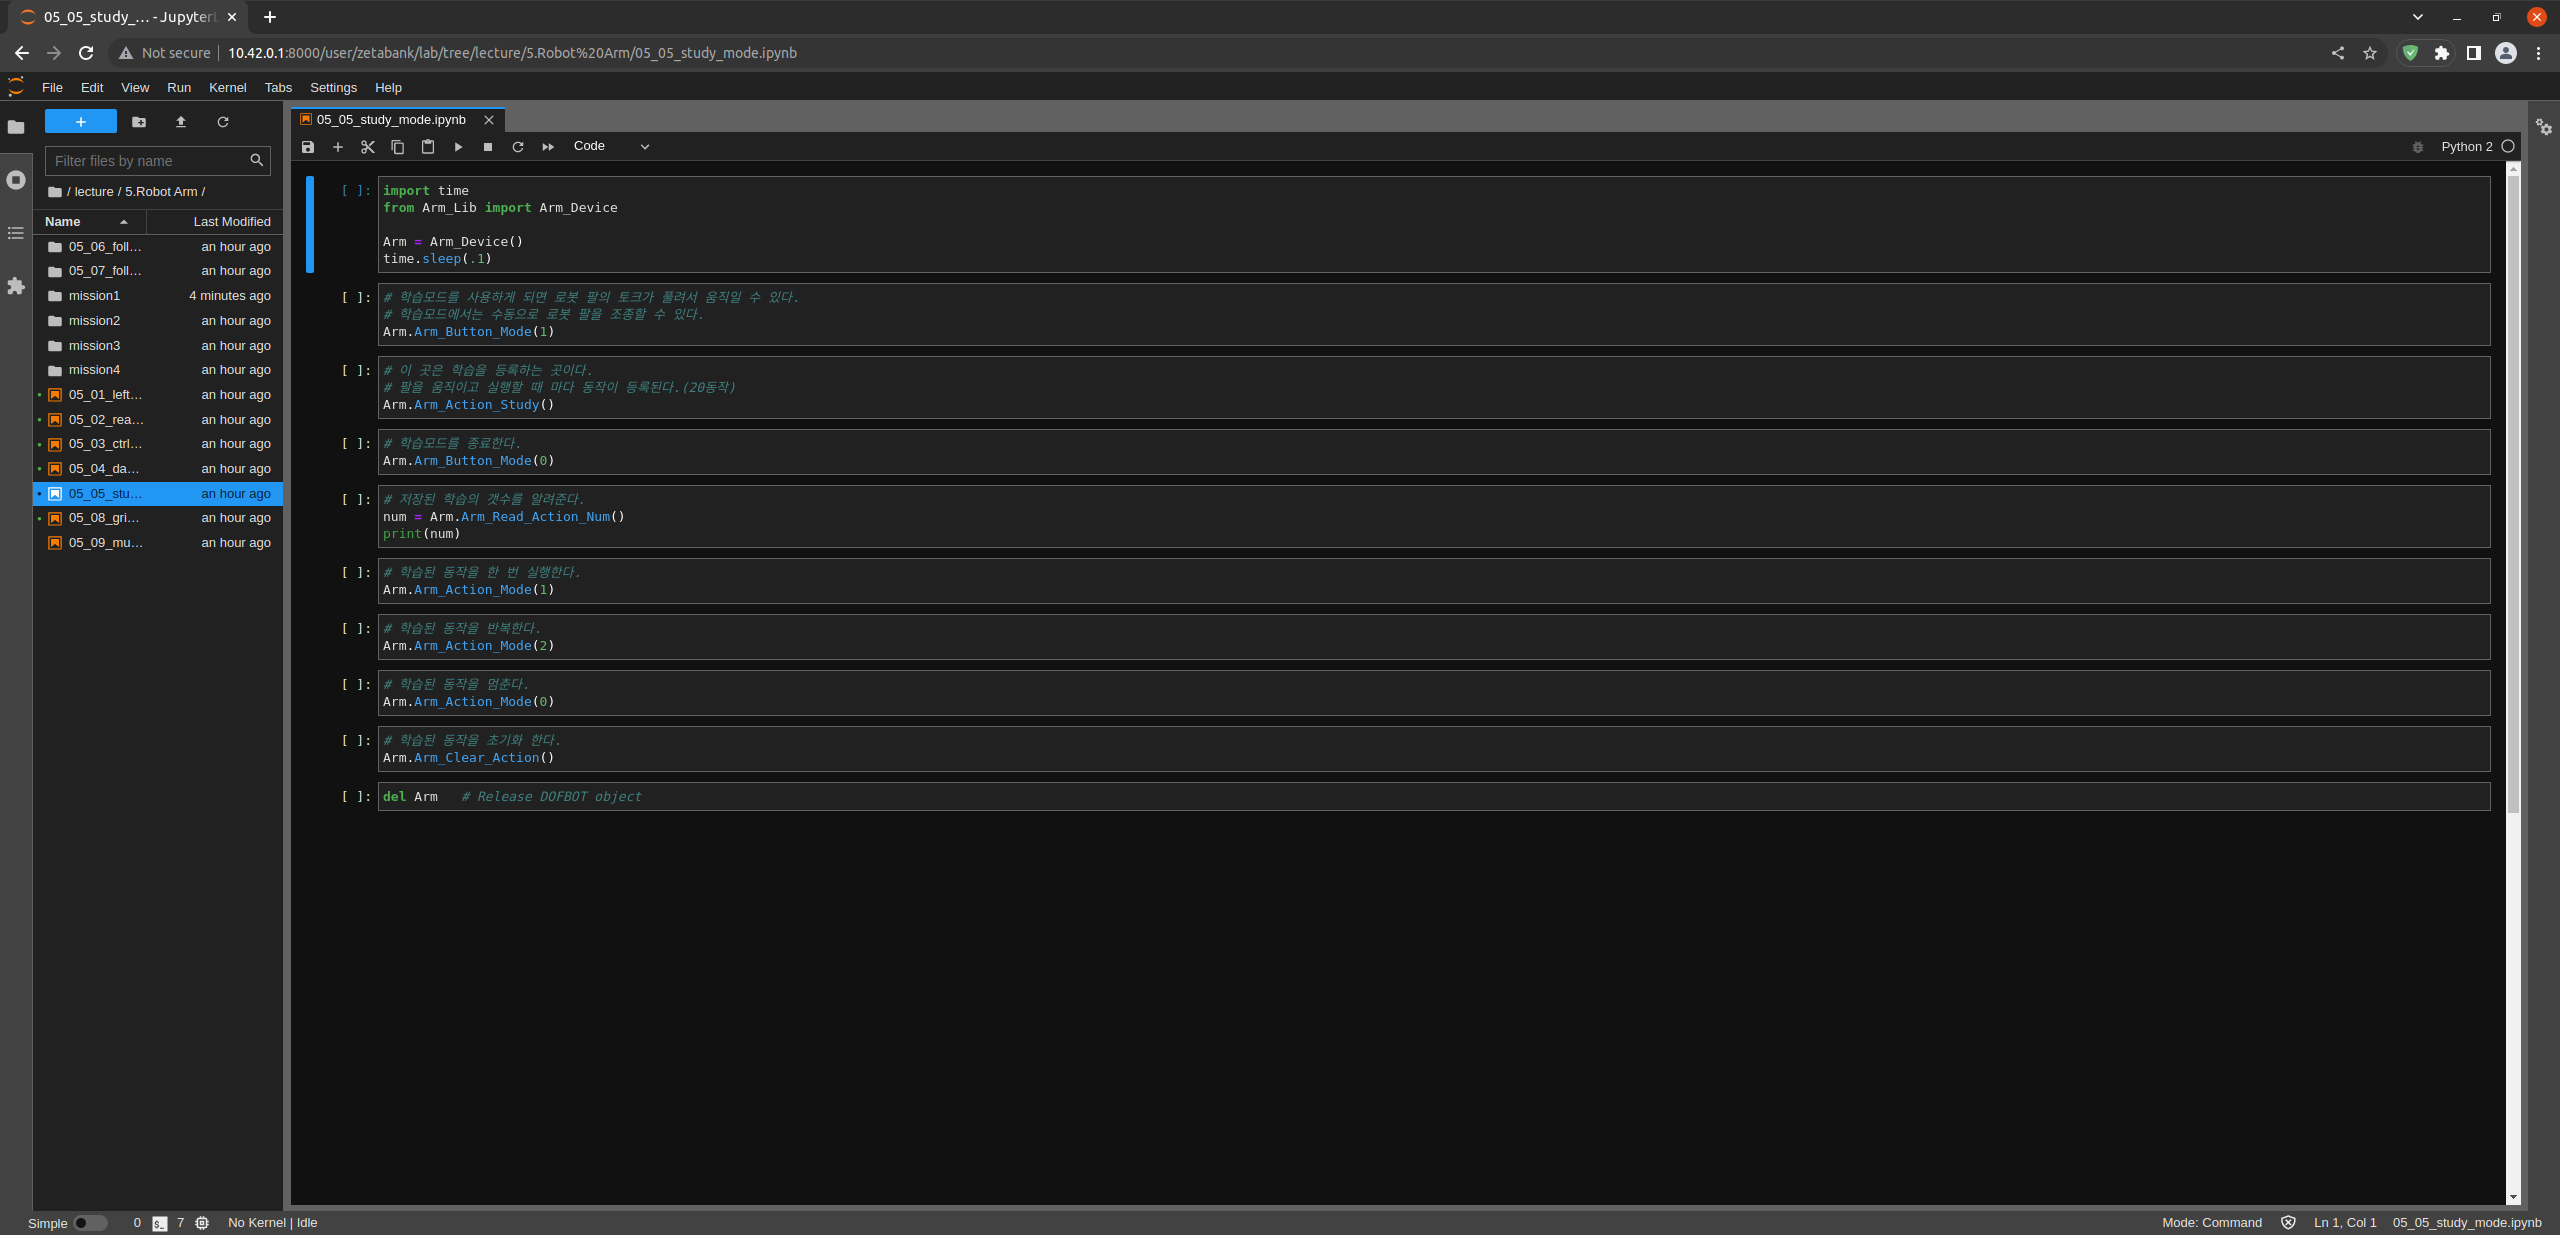 05_05_study_... - JupyterL
Not secure
10.42.0.1:8000/user/zetabank/lab/tree/lecture/5.Robot%20Arm/05_05_study_mode.ipynb
File Edit View Run Kernel Tabs Settings Help
Filter files by name
/ lecture / 5.Robot Arm /
Name Last Modified
05_06_foll... an hour ago
05_07_foll... an hour ago
mission1 4 minutes ago
mission2 an hour ago
mission3 an hour ago
mission4 an hour ago
05_01_left... an hour ago
05_02_rea... an hour ago
05_03_ctrl... an hour ago
05_04_da... an hour ago
05_05_stu... an hour ago
05_08_gri... an hour ago
05_09_mu... an hour ago
05_05_study_mode.ipynb
Code
Python 2
[ ]: import time
from Arm_Lib import Arm_Device
Arm = Arm_Device()
time.sleep(.1)
[ ]: # 학습모드를 사용하게 되면 로봇 팔의 토크가 풀려서 움직일 수 있다.
# 학습모드에서는 수동으로 로봇 팔을 조종할 수 있다.
Arm.Arm_Button_Mode(1)
[ ]: # 이 곳은 학습을 등록하는 곳이다.
# 팔을 움직이고 실행할 때 마다 동작이 등록된다.(20동작)
Arm.Arm_Action_Study()
[ ]: # 학습모드를 종료한다.
Arm.Arm_Button_Mode(0)
[ ]: # 저장된 학습의 갯수를 알려준다.
num = Arm.Arm_Read_Action_Num()
print(num)
[ ]: # 학습된 동작을 한 번 실행한다.
Arm.Arm_Action_Mode(1)
[ ]: # 학습된 동작을 반복한다.
Arm.Arm_Action_Mode(2)
[ ]: # 학습된 동작을 멈춘다.
Arm.Arm_Action_Mode(0)
[ ]: # 학습된 동작을 초기화 한다.
Arm.Arm_Clear_Action()
[ ]: del Arm # Release DOFBOT object
Simple 0 7 No Kernel | Idle
Mode: Command Ln 1, Col 1 05_05_study_mode.ipynb